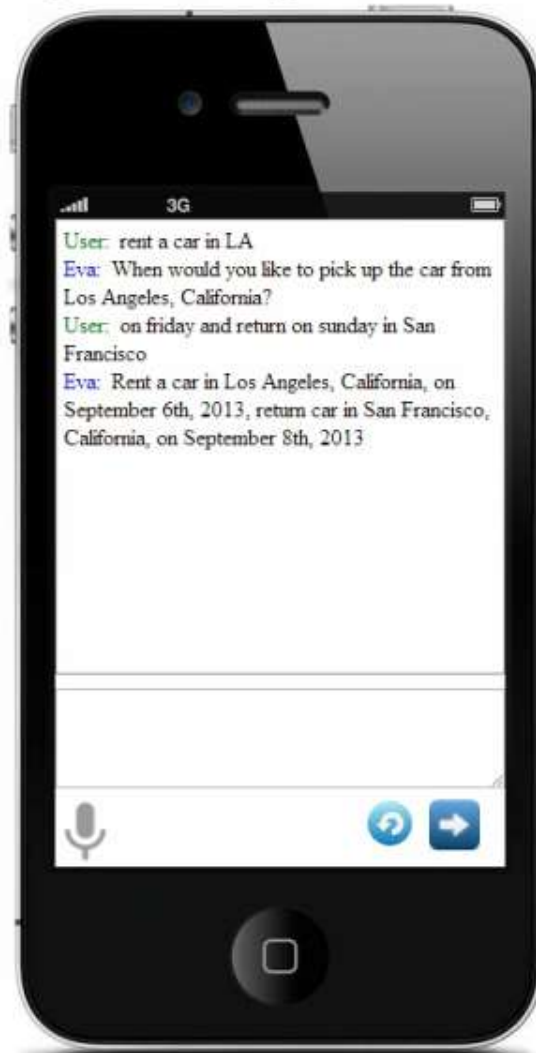 3G
User: rent a car in LA
Eva: When would you like to pick up the car from
Los Angeles, California?
User: on friday and return on sunday in San
Francisco
Eva: Rent a car in Los Angeles, California, on
September 6th, 2013, return car in San Francisco,
California, on September 8th, 2013